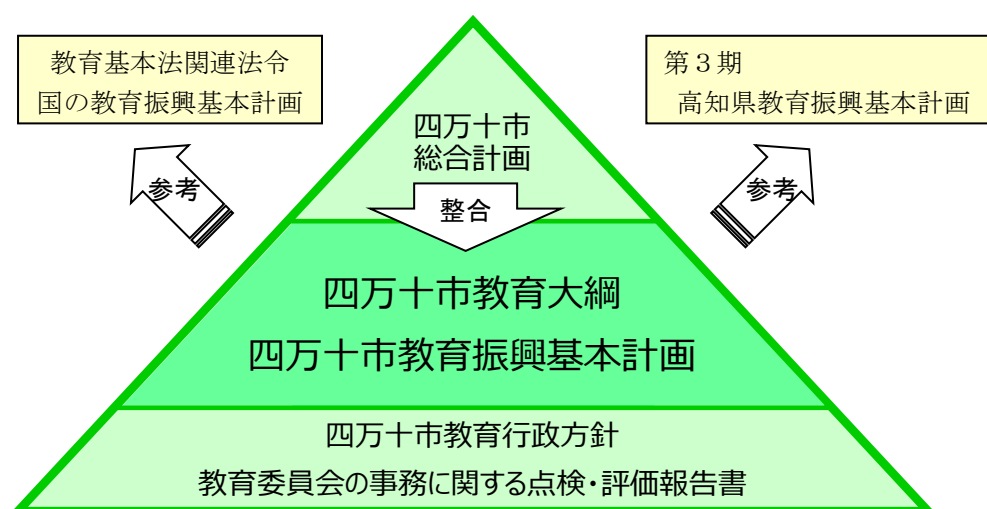 教育基本法関連法令
国の教育振興基本計画
第３期
高知県教育振興基本計画
四万十市
総合計画
参考
整合
参考
四万十市教育大綱
四万十市教育振興基本計画
四万十市教育行政方針
教育委員会の事務に関する点検・評価報告書